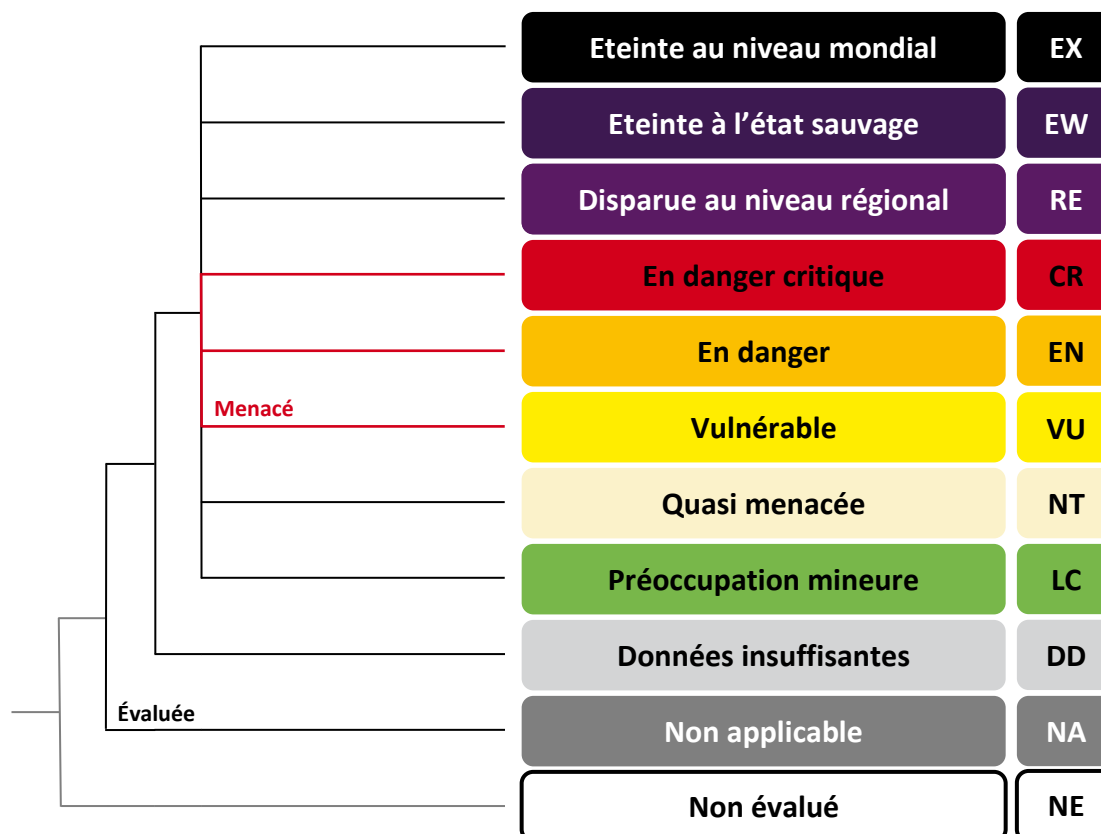 Eteinte au niveau mondial EX
Eteinte à l’état sauvage EW
Disparue au niveau régional RE
En danger critique CR
En danger EN
Menacé
Vulnérable VU
Quasi menacée NT
Préoccupation mineure LC
Données insuffisantes DD
Évaluée
Non applicable NA
Non évalué NE